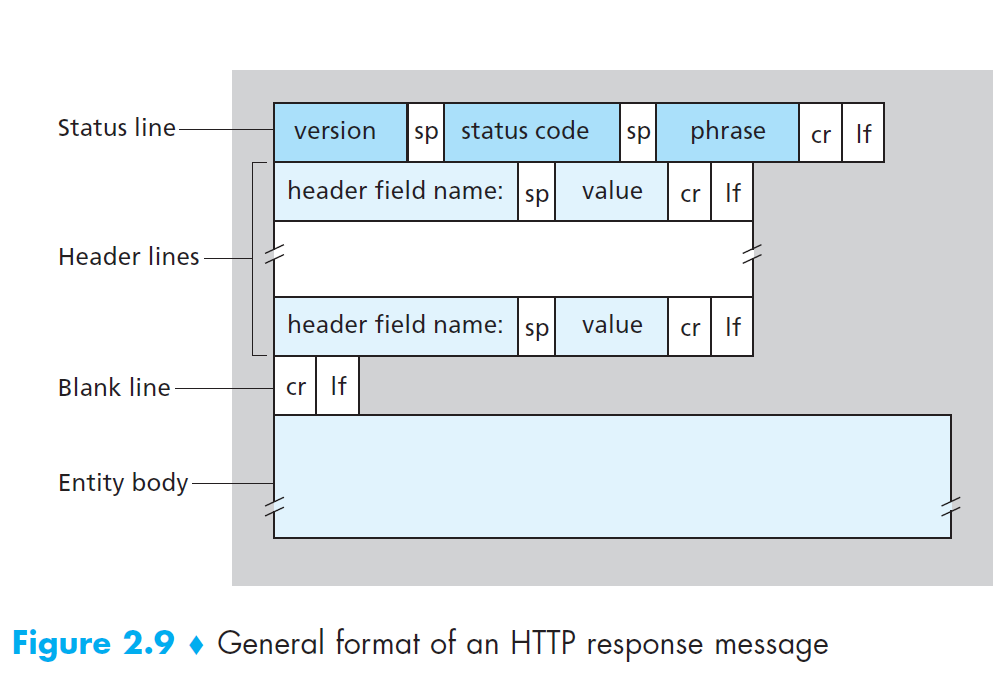 Status line
version sp status code sp phrase cr lf
header field name: sp value cr lf
Header lines
header field name: sp value cr lf
Blank line
cr lf
Entity body
Figure 2.9 ♦ General format of an HTTP response message